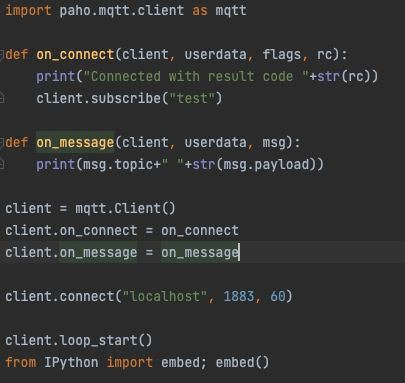 import paho.mqtt.client as mqtt
def on_connect(client, userdata, flags, rc):
    print("Connected with result code "+str(rc))
    client.subscribe("test")
def on_message(client, userdata, msg):
    print(msg.topic+" "+str(msg.payload))
client = mqtt.Client()
client.on_connect = on_connect
client.on_message = on_message
client.connect("localhost", 1883, 60)
client.loop_start()
from IPython import embed; embed()